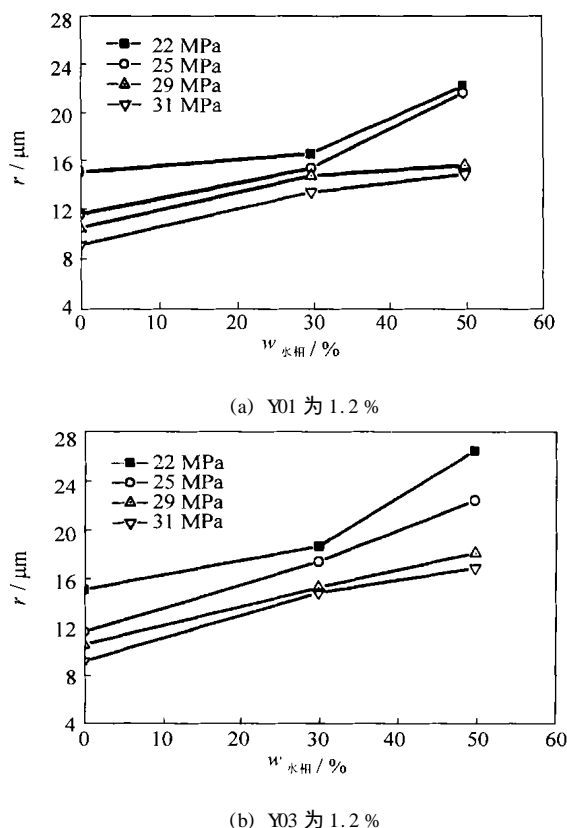 28
24
20
16
12
8
4
r / μm
22 MPa
25 MPa
29 MPa
31 MPa
0 10 20 30 40 50 60
w 水相 / %
(a) Y01 为 1.2 %
28
24
20
16
12
8
4
r / μm
22 MPa
25 MPa
29 MPa
31 MPa
0 10 20 30 40 50 60
w 水相 / %
(b) Y03 为 1.2 %